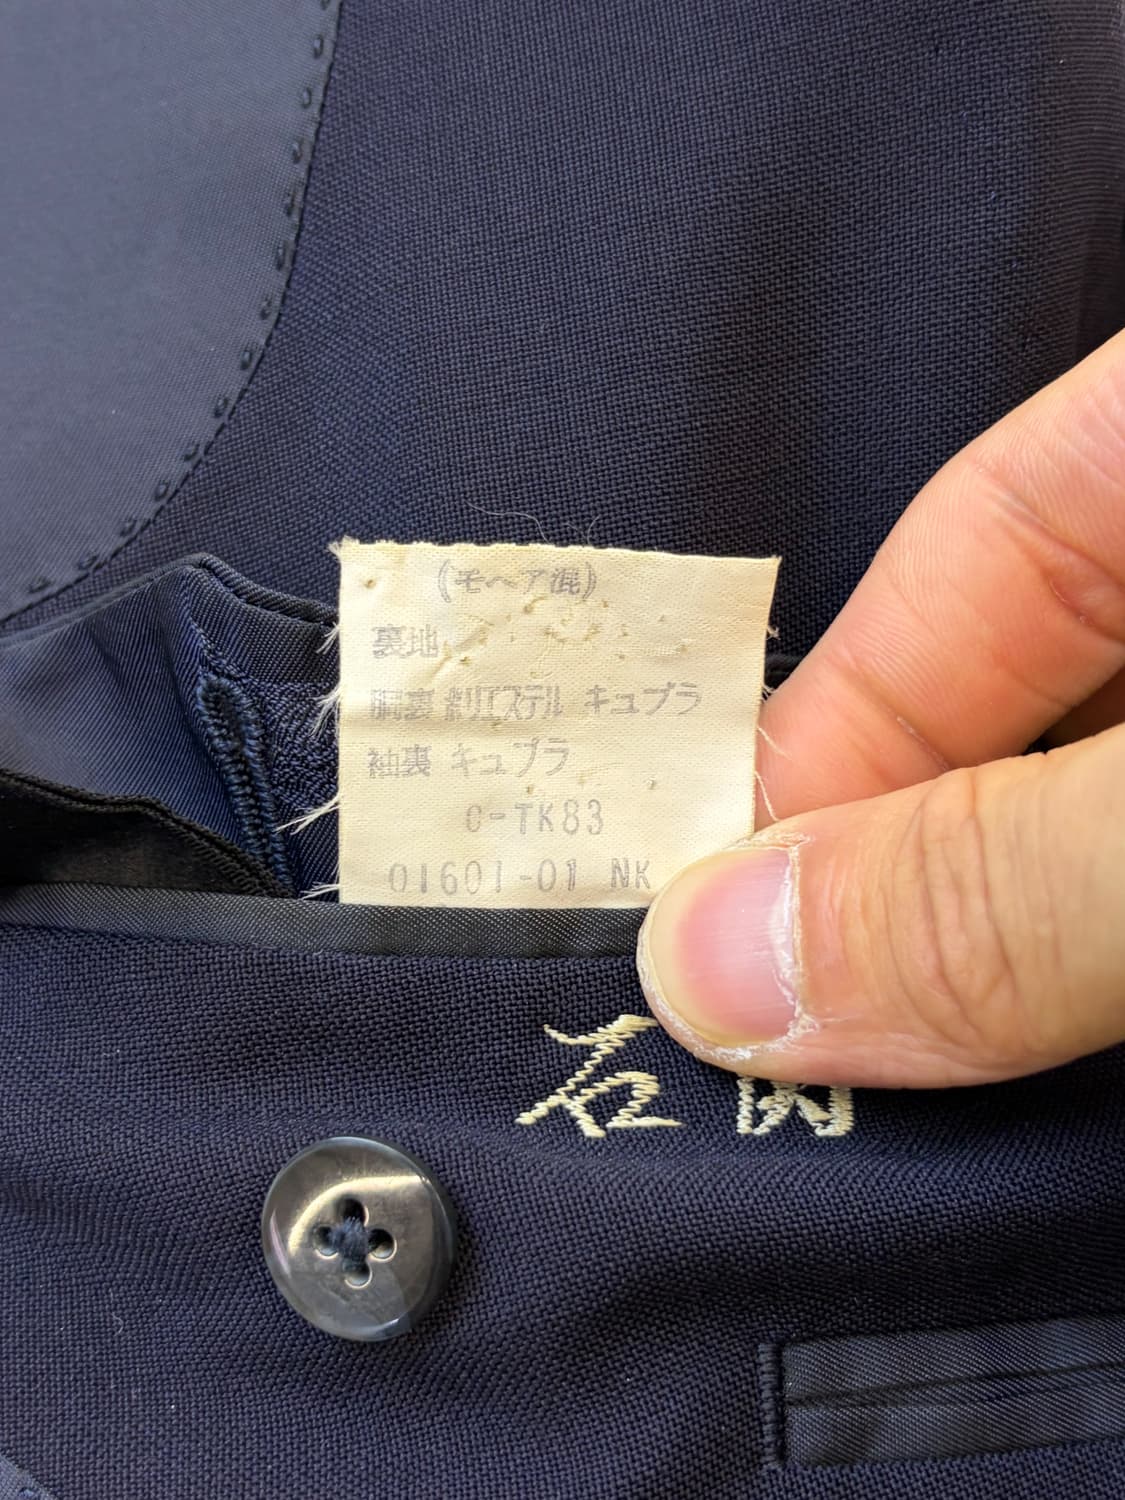 (モヘア混)
裏地
胴裏 ポリエステル キュプラ
袖裏 キュプラ
C-TK83
01601-01 NK
石